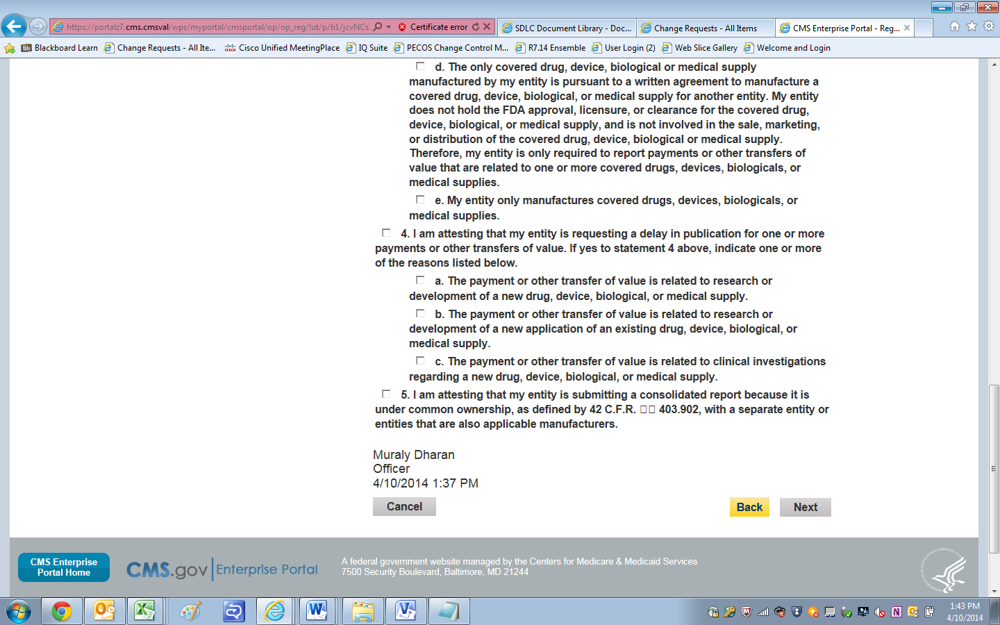 https://portalz7.cms.cmsval/wps/myportal/cmsportal/op/op_reg/!ut/p/b1/jcvNCs
Certificate error
SDLC Document Library - Doc...
Change Requests - All Items
CMS Enterprise Portal - Reg...
Bb Blackboard Learn
Change Requests - All Ite...
cisco Cisco Unified MeetingPlace
IQ Suite
PECOS Change Control M...
R7.14 Ensemble
User Login (2)
Web Slice Gallery
Welcome and Login
d. The only covered drug, device, biological or medical supply
manufactured by my entity is pursuant to a written agreement to manufacture a
covered drug, device, biological, or medical supply for another entity. My entity
does not hold the FDA approval, licensure, or clearance for the covered drug,
device, biological, or medical supply, and is not involved in the sale, marketing,
or distribution of the covered drug, device, biological or medical supply.
Therefore, my entity is only required to report payments or other transfers of
value that are related to one or more covered drugs, devices, biologicals, or
medical supplies.
e. My entity only manufactures covered drugs, devices, biologicals, or
medical supplies.
4. I am attesting that my entity is requesting a delay in publication for one or more
payments or other transfers of value. If yes to statement 4 above, indicate one or more
of the reasons listed below.
a. The payment or other transfer of value is related to research or
development of a new drug, device, biological, or medical supply.
b. The payment or other transfer of value is related to research or
development of a new application of an existing drug, device, biological, or
medical supply.
c. The payment or other transfer of value is related to clinical investigations
regarding a new drug, device, biological, or medical supply.
5. I am attesting that my entity is submitting a consolidated report because it is
under common ownership, as defined by 42 C.F.R. □□ 403.902, with a separate entity or
entities that are also applicable manufacturers.
Muraly Dharan
Officer
4/10/2014 1:37 PM
Cancel
Back
Next
CMS Enterprise
Portal Home
CMS.gov Enterprise Portal
A federal government website managed by the Centers for Medicare & Medicaid Services
7500 Security Boulevard, Baltimore, MD 21244
1:43 PM
4/10/2014